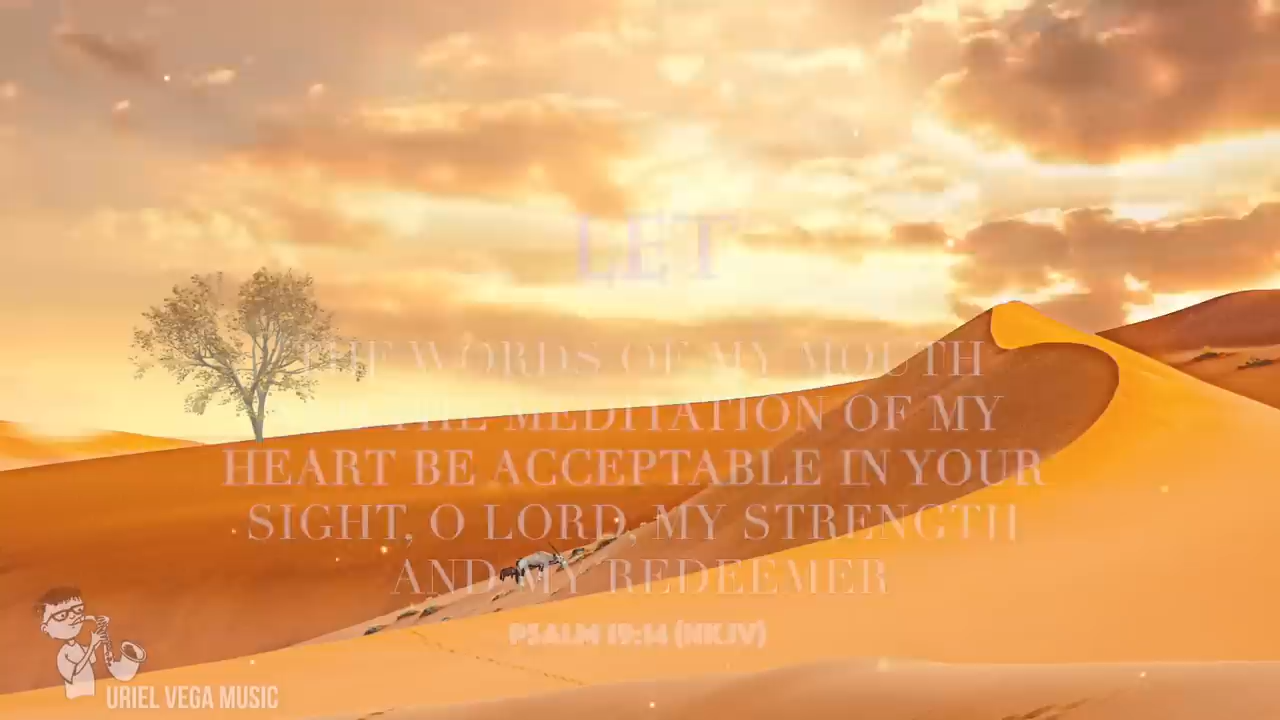 LET
THE WORDS OF MY MOUTH
THE MEDITATION OF MY
HEART BE ACCEPTABLE IN YOUR
SIGHT, O LORD, MY STRENGTH
AND MY REDEEMER
PSALM 19:14 (NKJV)
URIEL VEGA MUSIC